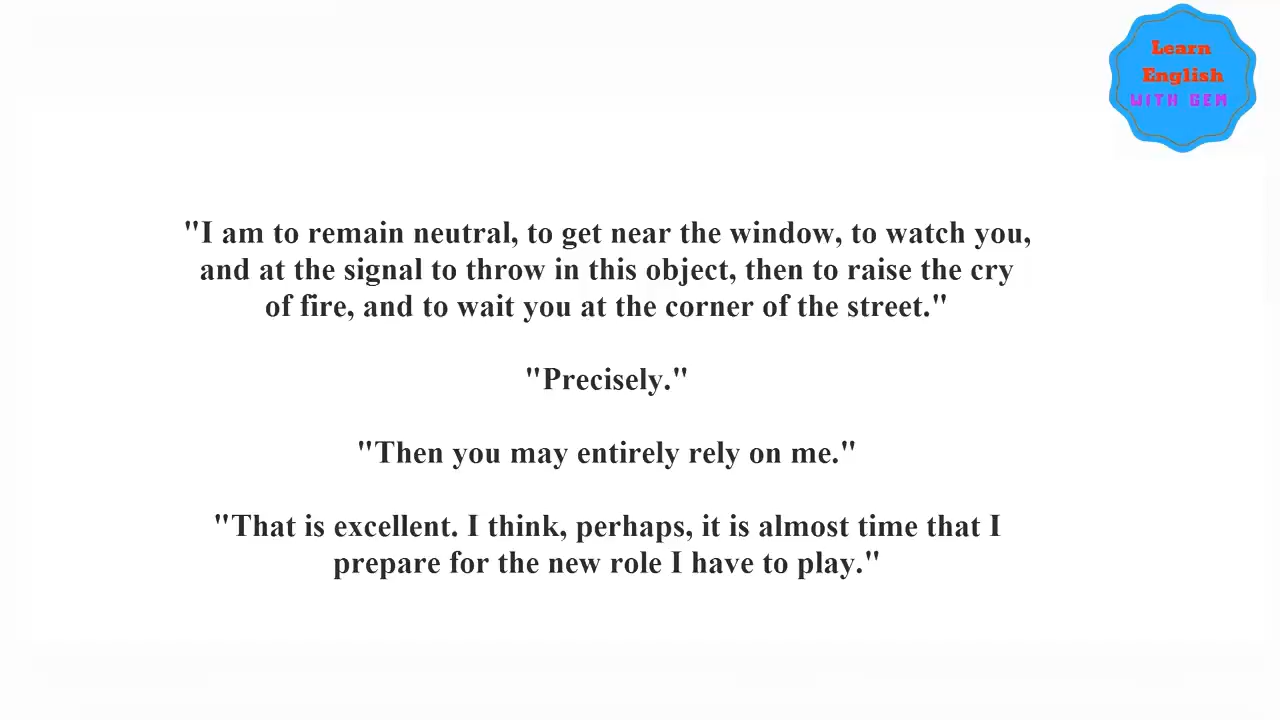 Learn
English
WITH GEM
"I am to remain neutral, to get near the window, to watch you,
and at the signal to throw in this object, then to raise the cry
of fire, and to wait you at the corner of the street."
"Precisely."
"Then you may entirely rely on me."
"That is excellent. I think, perhaps, it is almost time that I
prepare for the new role I have to play."